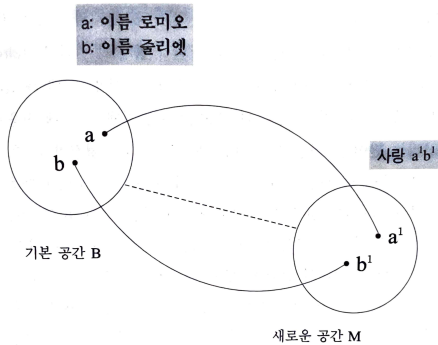 a: 이름 로미오
b: 이름 줄리엣
a
b
사랑 a¹b¹
a¹
b¹
기본 공간 B
새로운 공간 M